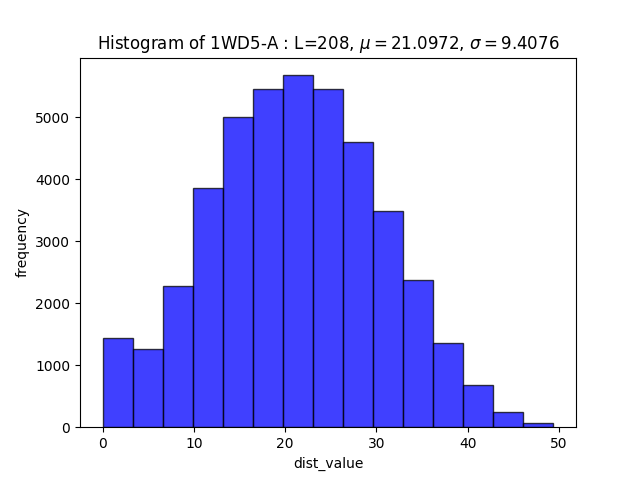 Histogram of 1WD5-A : L=208, μ = 21.0972, σ = 9.4076
5000
4000
3000
2000
1000
0
frequency
0 10 20 30 40 50
dist_value